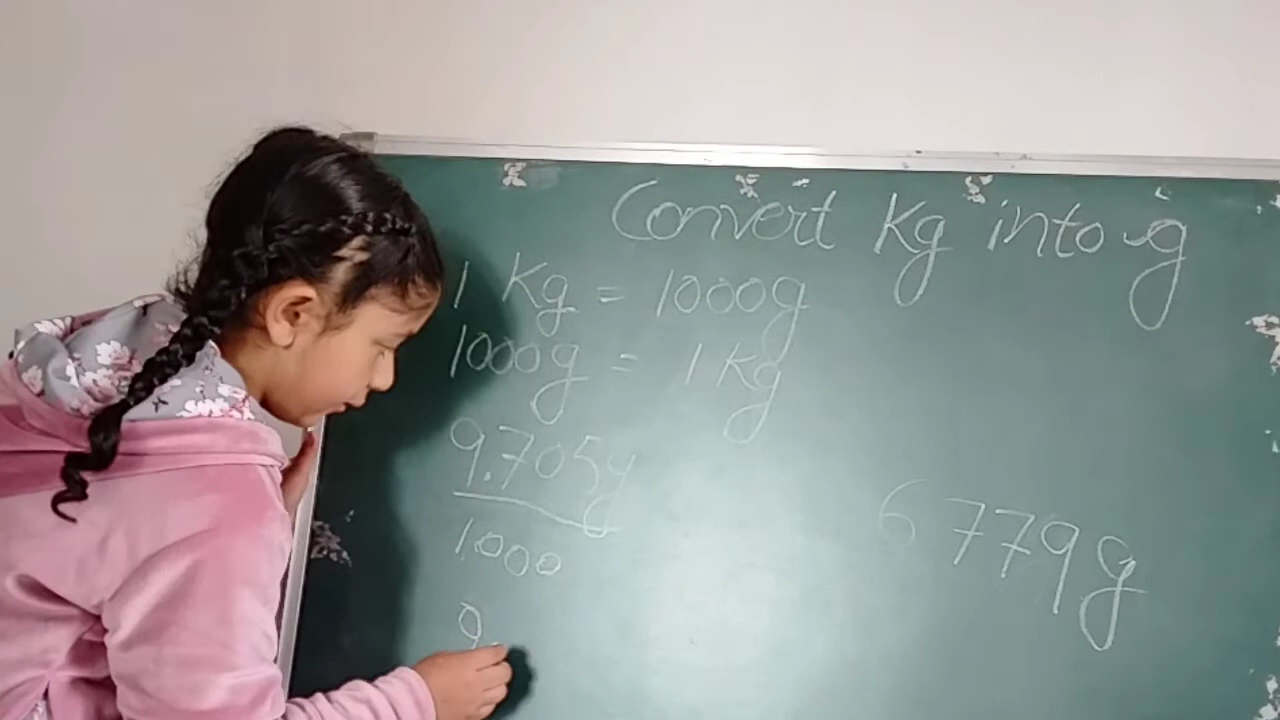 Convert Kg into g
1 Kg = 1000g
1000g = 1 Kg
9.705g
1000
9
6779g